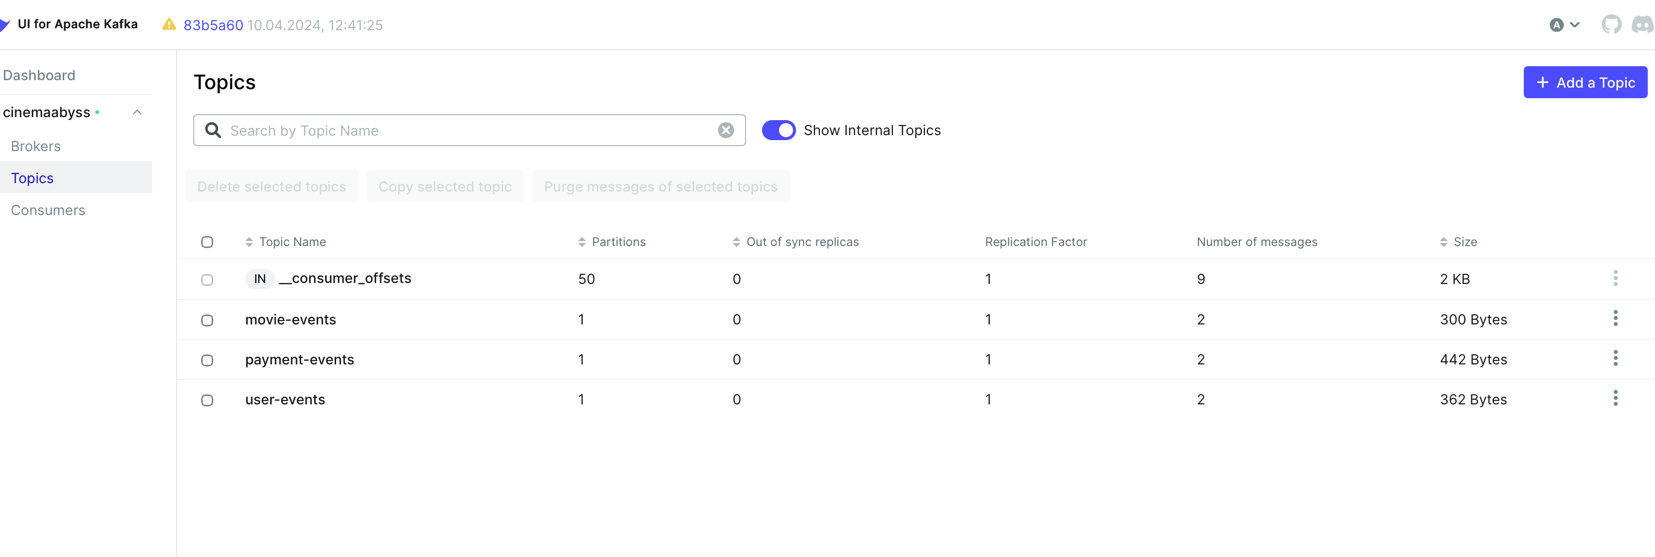 UI for Apache Kafka 83b5a60 10.04.2024, 12:41:25 A
Dashboard
cinemaabyss
Brokers
Topics
Consumers
Topics
+ Add a Topic
Search by Topic Name
Show Internal Topics
Delete selected topics Copy selected topic Purge messages of selected topics
Topic Name Partitions Out of sync replicas Replication Factor Number of messages Size
IN __consumer_offsets 50 0 1 9 2 KB
movie-events 1 0 1 2 300 Bytes
payment-events 1 0 1 2 442 Bytes
user-events 1 0 1 2 362 Bytes